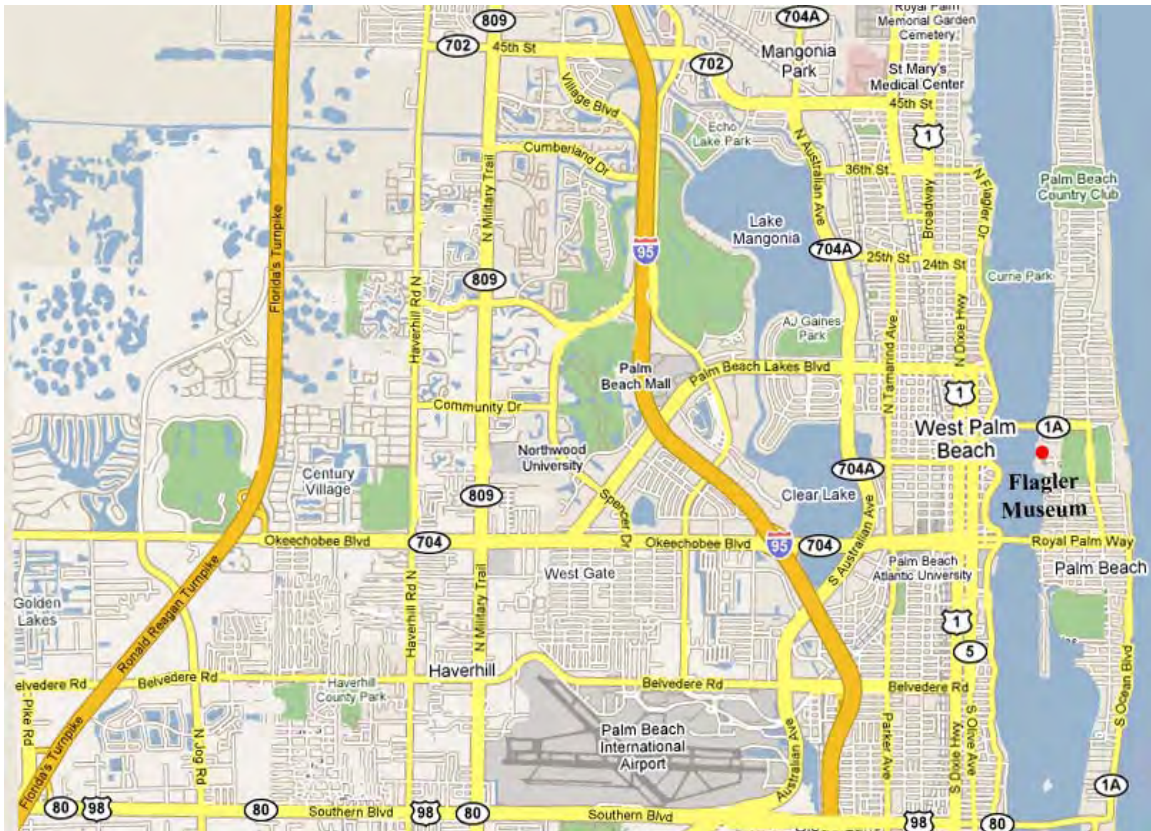 809
704A
Royal Palm
Memorial Garden
Cemetery
702
45th St
Mangonia
Park
702
St Mary's
Medical Center
45th St
Village Blvd
Echo
Lake Park
1
N Australian Ave
Cumberland Dr
36th St
N Flagler Dr
Palm Beach
Country Club
N Military Trail
Broadway
Lake
Mangonia
95
704A
25th St
24th St
Florida's Turnpike
809
Currie Park
Haverhill Rd N
AJ Gaines
Park
N Tamarind Ave
N Dixie Hwy
Palm
Beach Mall
Palm Beach Lakes Blvd
1
Community Dr
West Palm
Beach
1A
Northwood
University
704A
Flagler
Museum
Century
Village
809
Spencer Dr
Clear Lake
Okeechobee Blvd
704
Okeechobee Blvd
95
704
S Australian Ave
Royal Palm Way
Palm Beach
Atlantic University
Palm Beach
West Gate
Golden
Lakes
Ronald Reagan Turnpike
Haverhill Rd N
N Military Trail
1
5
Haverhill
elvedere Rd
Belvedere Rd
Haverhill
County Park
Belvedere Rd
Belvedere Rd
S Ocean Blvd
Pike Rd
N Jog Rd
Palm Beach
International
Airport
Australian Ave
Parker Ave
S Dixie Hwy
S Olive Ave
Florida's Turnpike
1A
80
98
80
Southern Blvd
98
80
Southern Blvd
98
80